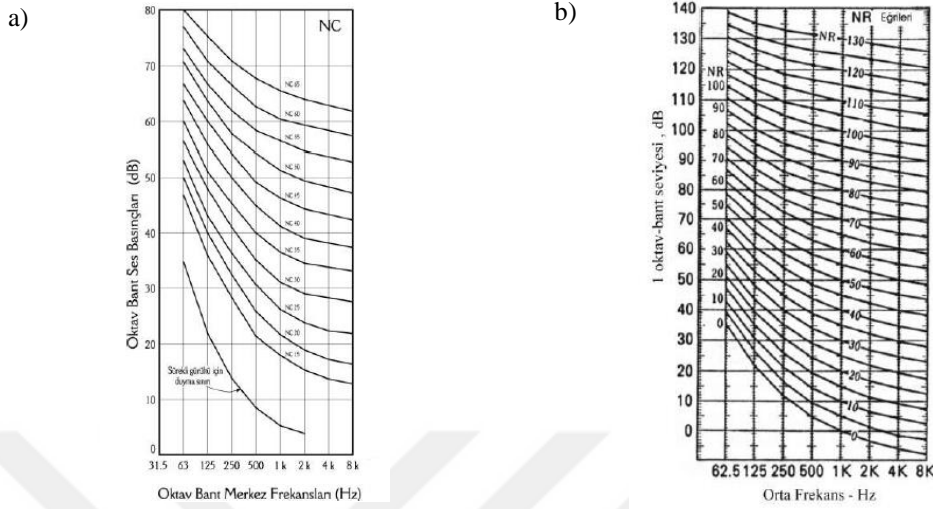 a)
NC
80
70
60
50
40
30
20
10
0
Oktav Bant Ses Basınçları (dB)
NC 65
NC 60
NC 55
NC 50
NC 45
NC 40
NC 35
NC 30
NC 25
NC 20
NC 15
Sürekli gürültü için
duyma sınırı
31.5 63 125 250 500 1 k 2 k 4 k 8 k
Oktav Bant Merkez Frekansları (Hz)
b)
NR Eğrileri
140
130
120
110
100
90
80
70
60
50
40
30
20
10
0
1 oktav-bant seviyesi , dB
NR
100
90
80
70
60
50
40
30
20
10
0
NR
130
120
110
100
90
80
70
60
50
40
30
20
10
0
62.5 125 250 500 1K 2K 4K 8K
Orta Frekans - Hz